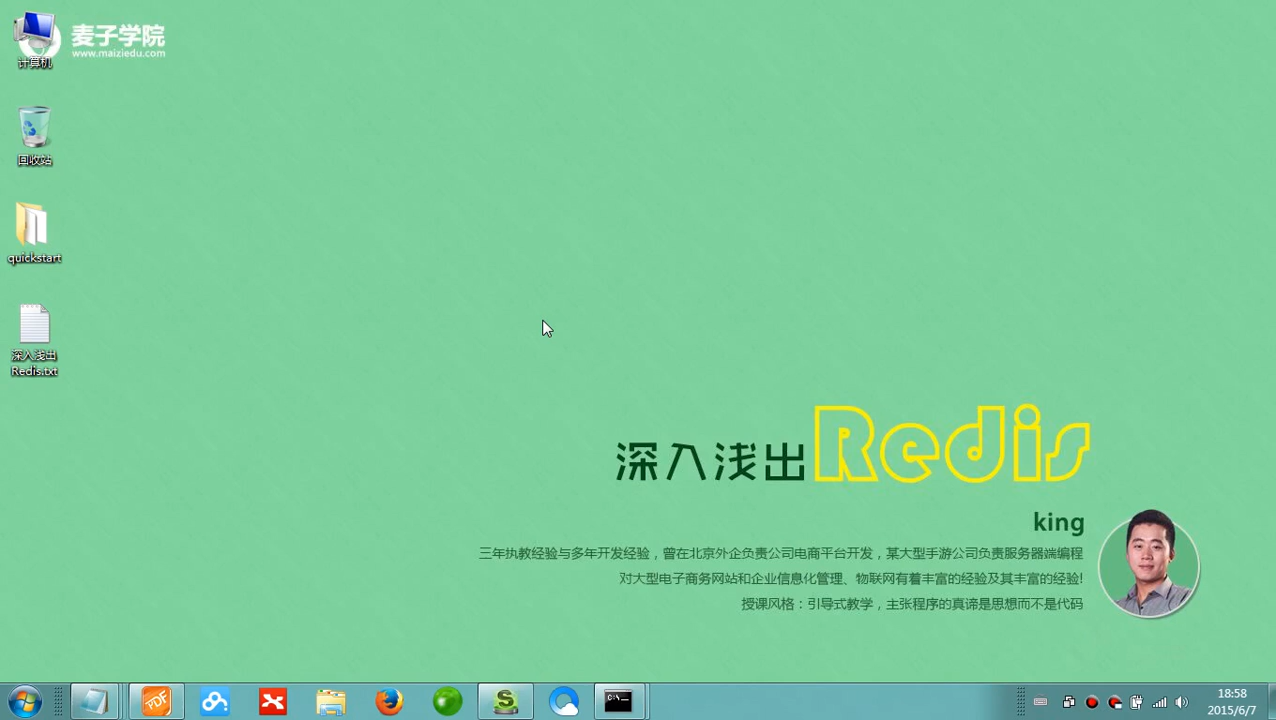 麦子学院
www.maiziedu.com
计算机
回收站
quickstart
深入浅出
Redis.txt
深入浅出Redis
king
三年执教经验与多年开发经验，曾在北京外企负责公司电商平台开发，某大型手游公司负责服务器端编程
对大型电子商务网站和企业信息化管理、物联网有着丰富的经验及其丰富的经验!
授课风格：引导式教学，主张程序的真谛是思想而不是代码
PDF
S
C:\.
18:58
2015/6/7